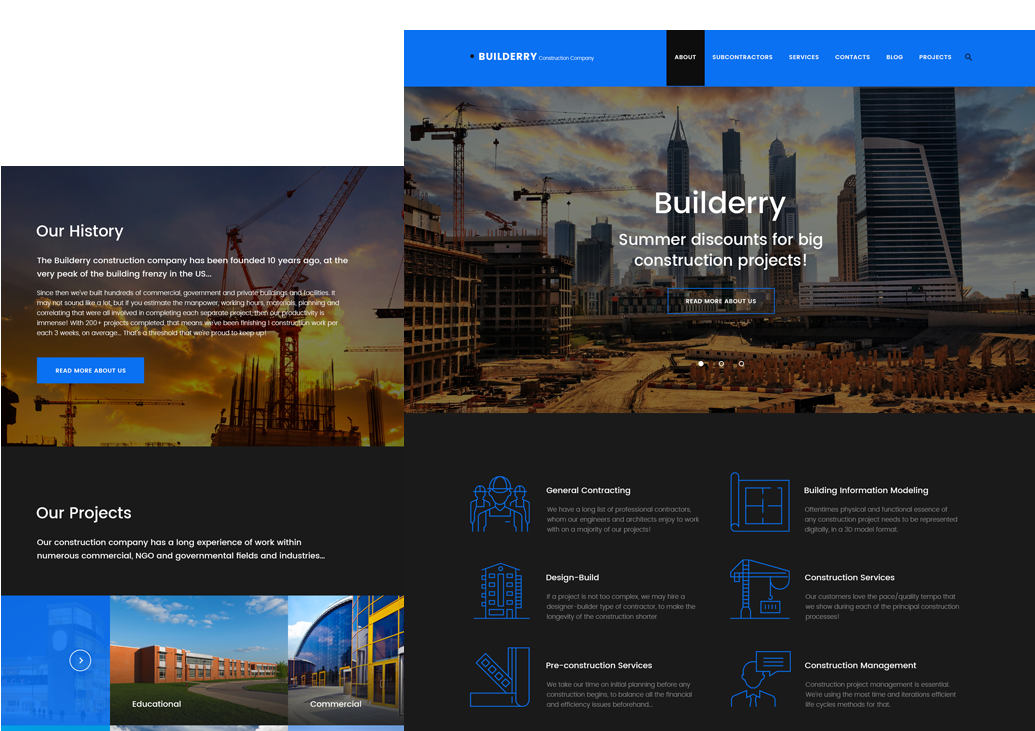 BUILDERRY Construction Company
ABOUT
SUBCONTRACTORS
SERVICES
CONTACTS
BLOG
PROJECTS
Builderry
Summer discounts for big
construction projects!
READ MORE ABOUT US
Our History
The Builderry construction company has been founded 10 years ago, at the
very peak of the building frenzy in the US...
Since then we've built hundreds of commercial, government and private buildings and facilities. It
may not sound like a lot, but if you estimate the manpower, working hours, materials, planning and
correlating that were all involved in completing each separate project, then our productivity is
immense! With 200+ projects completed, that means we've been finishing 1 construction work per
each 3 weeks, on average... That's a threshold that we're proud to keep up!
READ MORE ABOUT US
Our Projects
Our construction company has a long experience of work within
numerous commercial, NGO and governmental fields and industries...
Educational
Commercial
General Contracting
We have a long list of professional contractors,
whom our engineers and architects enjoy to work
with on a majority of our projects!
Building Information Modeling
Oftentimes physical and functional essence of
any construction project needs to be represented
digitally, in a 3D model format.
Design-Build
If a project is not too complex, we may hire a
designer-builder type of contractor, to make the
longevity of the construction shorter
Construction Services
Our customers love the pace/quality tempo that
we show during each of the principal construction
processes!
Pre-construction Services
We take our time on initial planning before any
construction begins, to balance all the financial
and efficiency issues beforehand...
Construction Management
Construction project management is essential.
We're using the most time and iterations efficient
life cycles methods for that.